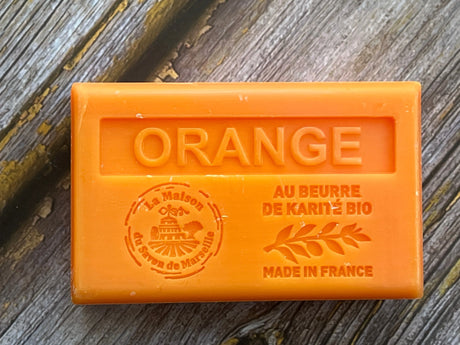 ORANGE
La Maison
du Savon de Marseille
AU BEURRE
DE KARITÉ BIO
MADE IN FRANCE